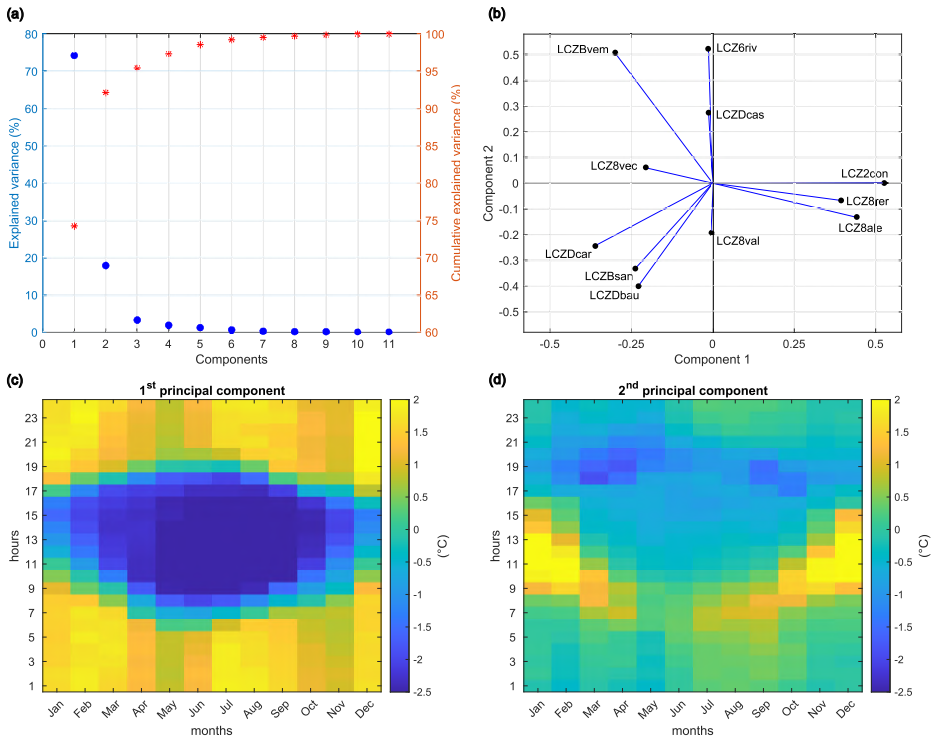 (a)
80
70
60
50
40
30
20
10
0
Explained variance (%)
100
95
90
85
80
75
70
65
60
Cumulative explained variance (%)
0 1 2 3 4 5 6 7 8 9 10 11
Components
(b)
0.5
0.4
0.3
0.2
0.1
0
-0.1
-0.2
-0.3
-0.4
-0.5
Component 2
LCZBvem
LCZ6riv
LCZDcas
LCZ8vec
LCZ2con
LCZ8rer
LCZ8ale
LCZ8val
LCZDcar
LCZBsan
LCZDbau
-0.5 -0.25 0 0.25 0.5
Component 1
(c)
1st principal component
23
21
19
17
15
13
11
9
7
5
3
1
hours
Jan Feb Mar Apr May Jun Jul Aug Sep Oct Nov Dec
months
2
1.5
1
0.5
0
-0.5
-1
-1.5
-2
-2.5
(°C)
(d)
2nd principal component
23
21
19
17
15
13
11
9
7
5
3
1
hours
Jan Feb Mar Apr May Jun Jul Aug Sep Oct Nov Dec
months
2
1.5
1
0.5
0
-0.5
-1
-1.5
-2
-2.5
(°C)